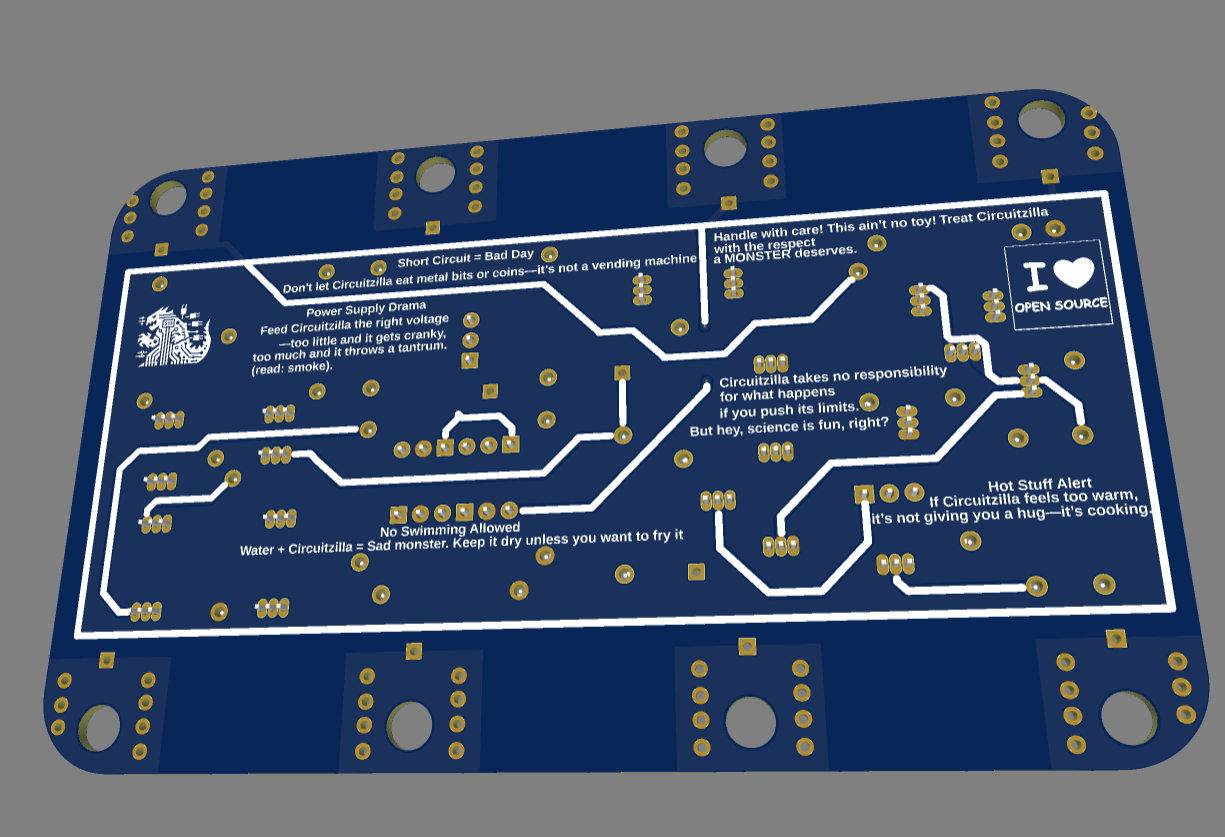 Handle with care! This ain't no toy! Treat Circuitzilla
with the respect
a MONSTER deserves.
Short Circuit = Bad Day
Don't let Circuitzilla eat metal bits or coins—it's not a vending machine
I
OPEN SOURCE
Power Supply Drama
Feed Circuitzilla the right voltage
—too little and it gets cranky,
too much and it throws a tantrum.
(read: smoke).
Circuitzilla takes no responsibility
for what happens
if you push its limits.
But hey, science is fun, right?
Hot Stuff Alert
If Circuitzilla feels too warm,
it's not giving you a hug—it's cooking.
No Swimming Allowed
Water + Circuitzilla = Sad monster. Keep it dry unless you want to fry it